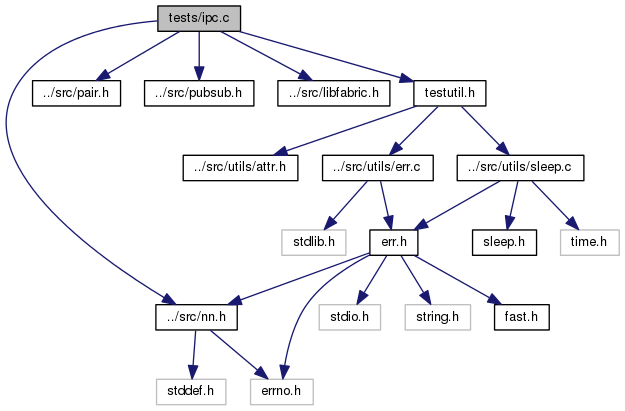 tests/ipc.c
../src/pair.h
../src/pubsub.h
../src/libfabric.h
testutil.h
../src/utils/attr.h
../src/utils/err.c
../src/utils/sleep.c
stdlib.h
err.h
sleep.h
time.h
../src/nn.h
stdio.h
string.h
fast.h
stddef.h
errno.h